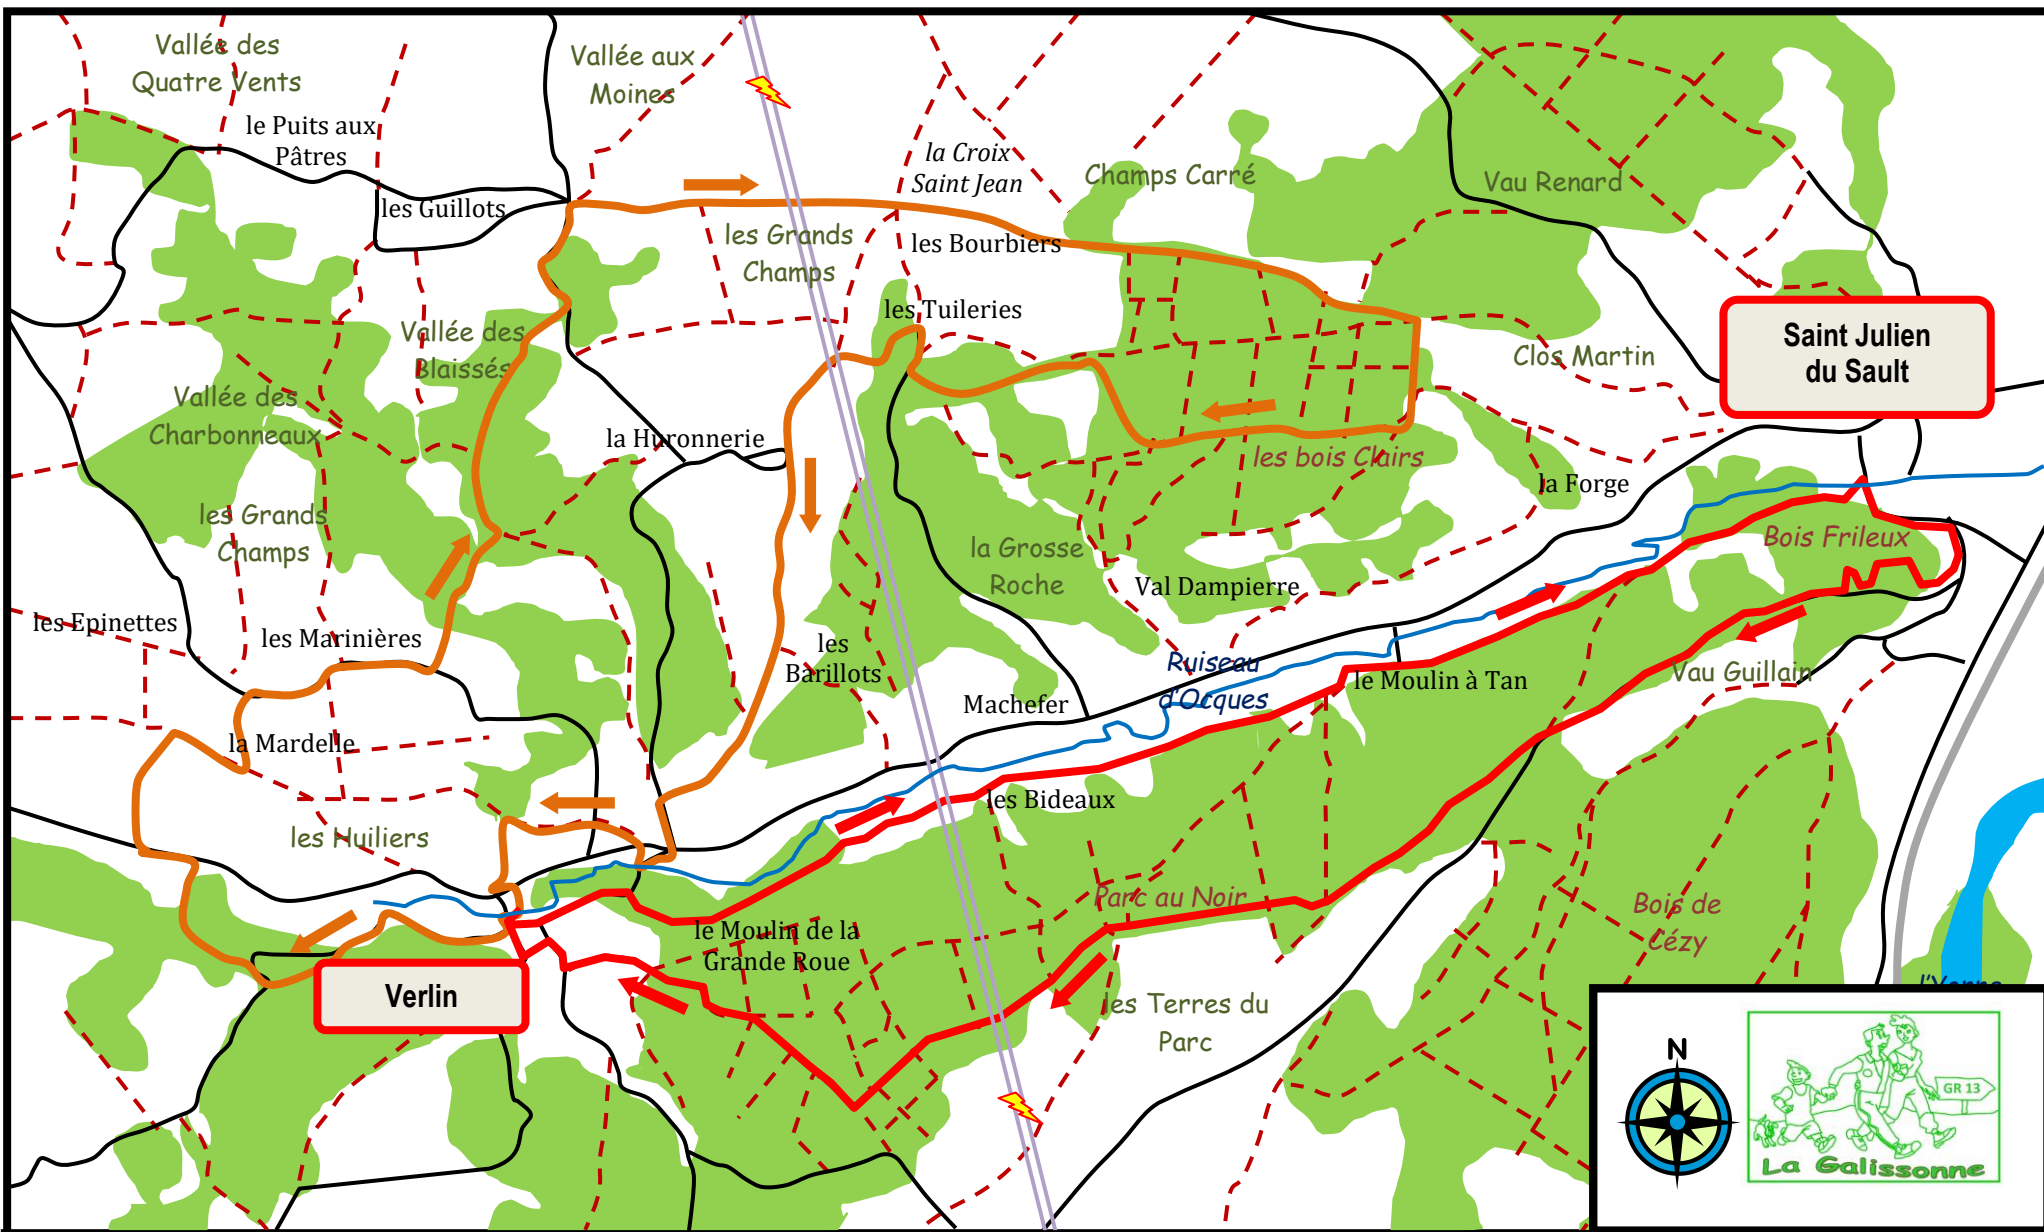 Vallée des
Quatre Vents
Vallée aux
Moines
le Puits aux
Pâtres
la Croix
Saint Jean
Champs Carré
Vau Renard
les Guillots
les Grands
Champs
les Bourbiers
les Tuileries
Vallée des
Blaissés
Saint Julien
du Sault
Clos Martin
Vallée des
Charbonneaux
la Huronnerie
les bois Clairs
la Forge
les Grands
Champs
la Grosse
Roche
Bois Frileux
Val Dampierre
les Epinettes
les Marinières
les
Barillots
Ruiseau
d'Ocques
le Moulin à Tan
Vau Guillain
Machefer
la Mardelle
les Bideaux
les Huiliers
Parc au Noir
Bois de
Cézy
le Moulin de la
Grande Roue
Verlin
les Terres du
Parc
l'Yonne
N
GR 13
La Galissonne